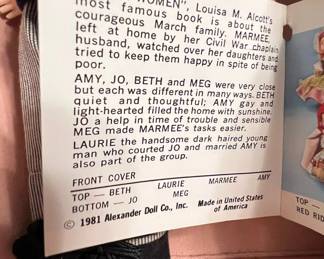 WOMEN", Louisa M. Alcott's
most famous book is about the
courageous March family. MARMEE
left at home by her Civil War chaplain
husband, watched over her daughters and
tried to keep them happy in spite of being
poor.
AMY, JO, BETH and MEG were very close
but each was different in many ways. BETH
quiet and thoughtful; AMY gay and
light-hearted filled the home with sunshine.
JO a help in time of trouble and sensible
MEG made MARMEE's tasks easier.
LAURIE the handsome dark haired young
man who courted JO and married AMY is
also part of the group.
FRONT COVER
TOP — BETH LAURIE MARMEE AMY
BOTTOM — JO MEG
© 1981 Alexander Doll Co., Inc. Made in United States
of America
TOP —
RED RID